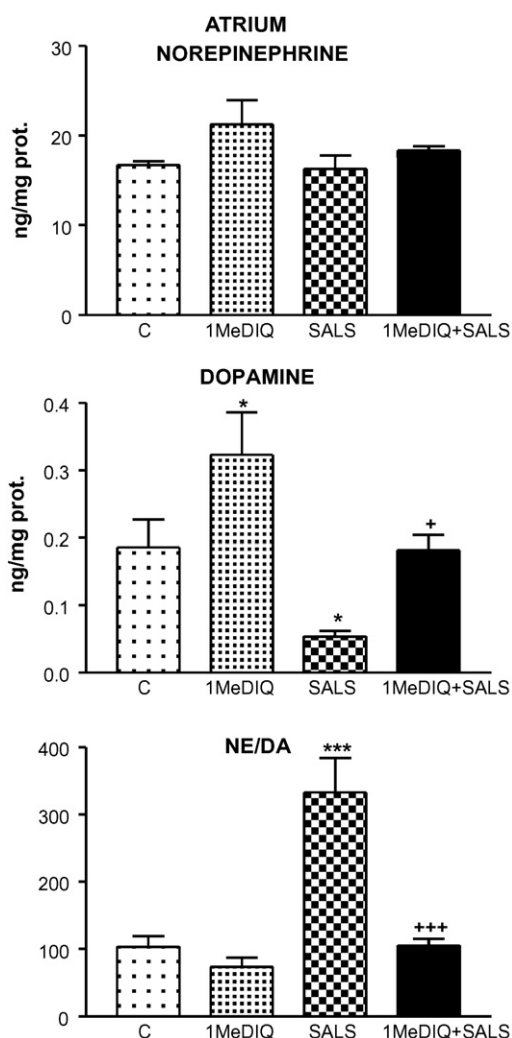 ATRIUM
NOREPINEPHRINE
30
20
10
0
ng/mg prot.
C 1MeDIQ SALS 1MeDIQ+SALS
DOPAMINE
0.4
0.3
0.2
0.1
0.0
ng/mg prot.
*
*
+
C 1MeDIQ SALS 1MeDIQ+SALS
NE/DA
400
300
200
100
0
***
+++
C 1MeDIQ SALS 1MeDIQ+SALS